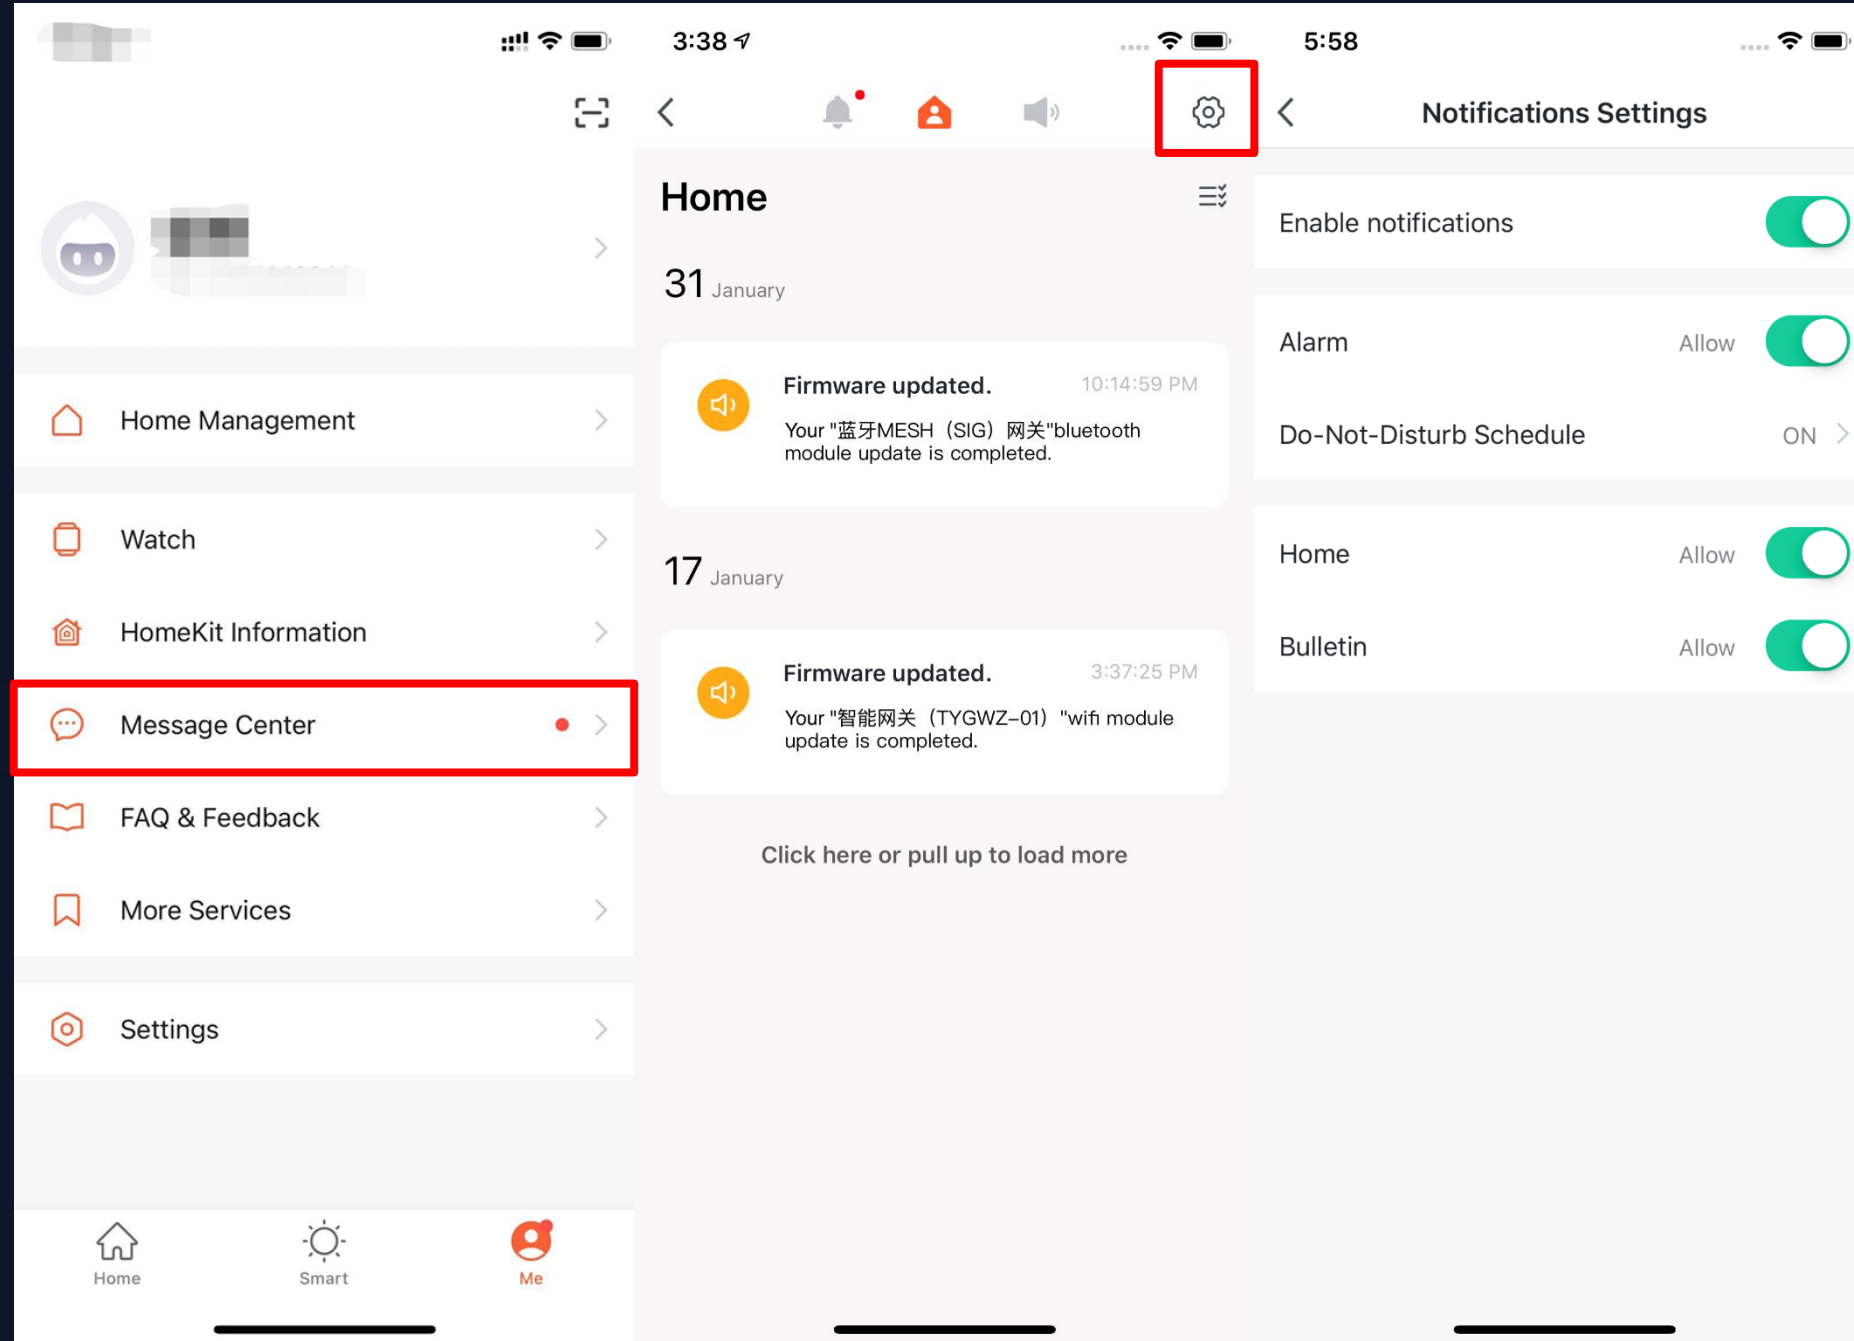 Home Management
Watch
HomeKit Information
Message Center
FAQ & Feedback
More Services
Settings
Home
Smart
Me
3:38
Home
31 January
Firmware updated.
10:14:59 PM
Your "蓝牙MESH（SIG）网关"bluetooth
module update is completed.
17 January
Firmware updated.
3:37:25 PM
Your "智能网关（TYGWZ-01）"wifi module
update is completed.
Click here or pull up to load more
5:58
Notifications Settings
Enable notifications
Alarm
Allow
Do-Not-Disturb Schedule
ON
Home
Allow
Bulletin
Allow